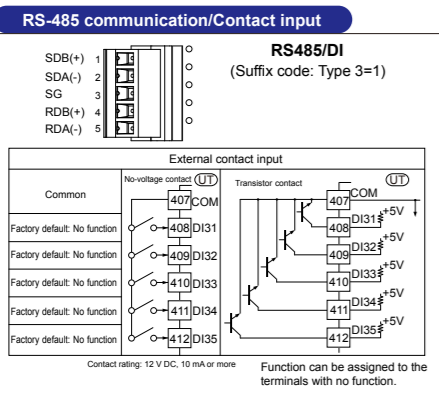 RS-485 communication/Contact input
RS485/DI
(Suffix code: Type 3=1)
SDB(+) 1
SDA(-) 2
SG 3
RDB(+) 4
RDA(-) 5
External contact input
No-voltage contact UT
Transistor contact UT
Common
407 COM
407 COM
Factory default: No function
408 DI31
408 DI31 +5V
Factory default: No function
409 DI32
409 DI32 +5V
Factory default: No function
410 DI33
410 DI33 +5V
Factory default: No function
411 DI34
411 DI34 +5V
Factory default: No function
412 DI35
412 DI35 +5V
Contact rating: 12 V DC, 10 mA or more
Function can be assigned to the
terminals with no function.